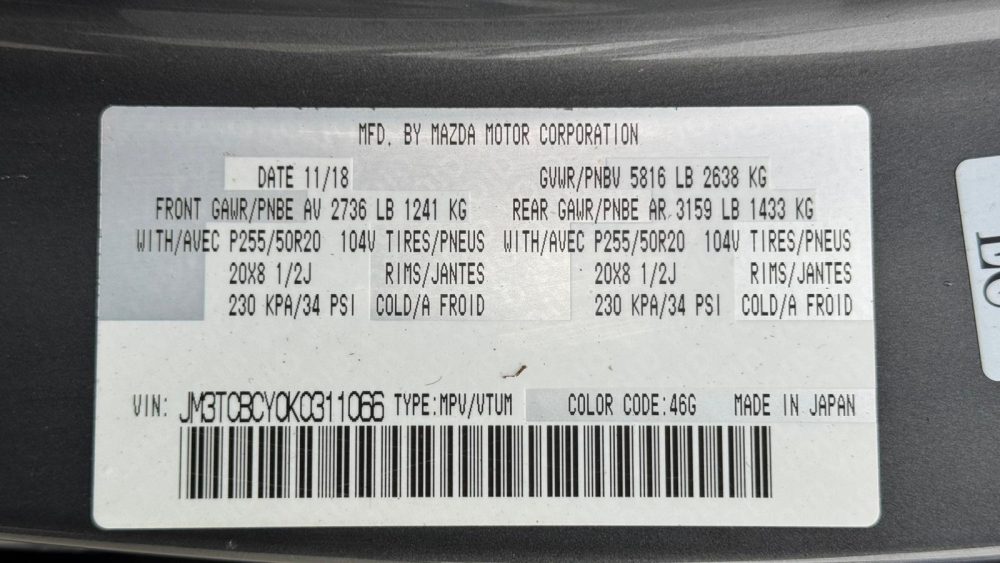 MFD. BY MAZDA MOTOR CORPORATION
DATE 11/18 GVWR/PNBV 5816 LB 2638 KG
FRONT GAWR/PNBE AV 2736 LB 1241 KG REAR GAWR/PNBE AR 3159 LB 1433 KG
WITH/AVEC P255/50R20 104V TIRES/PNEUS WITH/AVEC P255/50R20 104V TIRES/PNEUS
20X8 1/2J RIMS/JANTES 20X8 1/2J RIMS/JANTES
230 KPA/34 PSI COLD/A FROID 230 KPA/34 PSI COLD/A FROID
VIN: JM3TCBCY0K0311066 TYPE:MPV/VTUM COLOR CODE:46G MADE IN JAPAN